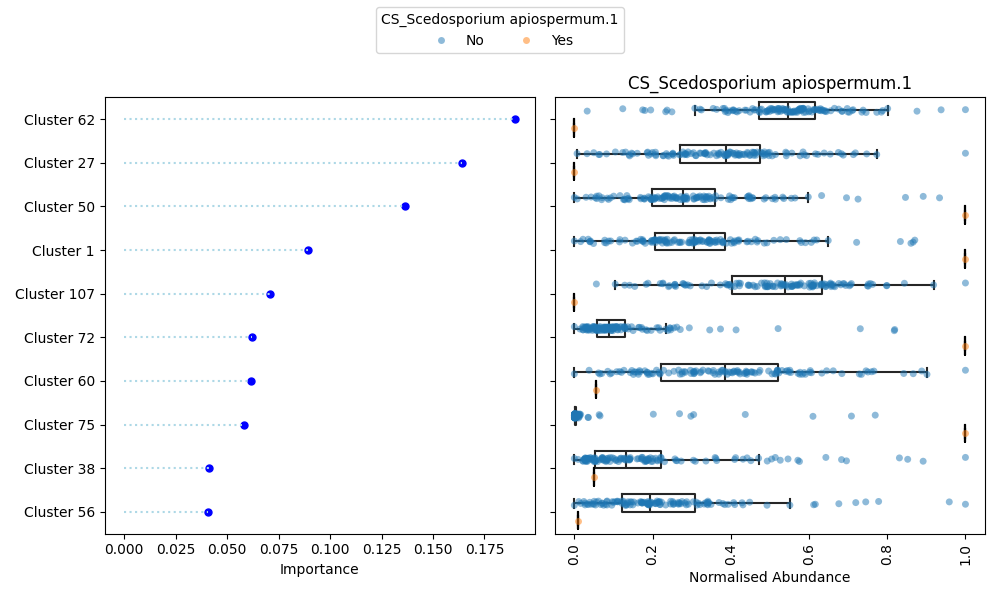 CS_Scedosporium apiospermum.1
No Yes
CS_Scedosporium apiospermum.1
Cluster 62
Cluster 27
Cluster 50
Cluster 1
Cluster 107
Cluster 72
Cluster 60
Cluster 75
Cluster 38
Cluster 56
0.000 0.025 0.050 0.075 0.100 0.125 0.150 0.175
Importance
0.0 0.2 0.4 0.6 0.8 1.0
Normalised Abundance